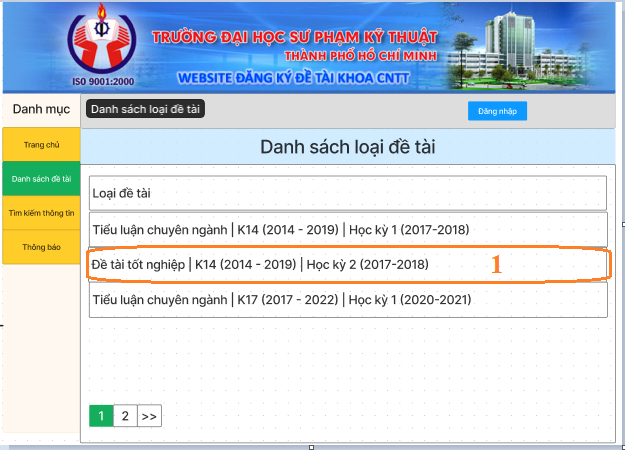 TRƯỜNG ĐẠI HỌC SƯ PHẠM KỸ THUẬT
THÀNH PHỐ HỒ CHÍ MINH
ISO 9001:2000
WEBSITE ĐĂNG KÝ ĐỀ TÀI KHOA CNTT
Danh mục
Danh sách loại đề tài
Đăng nhập
Trang chủ
Danh sách loại đề tài
Danh sách đề tài
Loại đề tài
Tìm kiếm thông tin
Tiểu luận chuyên ngành | K14 (2014 - 2019) | Học kỳ 1 (2017-2018)
Thông báo
Đề tài tốt nghiệp | K14 (2014 - 2019) | Học kỳ 2 (2017-2018) 1
Tiểu luận chuyên ngành | K17 (2017 - 2022) | Học kỳ 1 (2020-2021)
1 2 >>